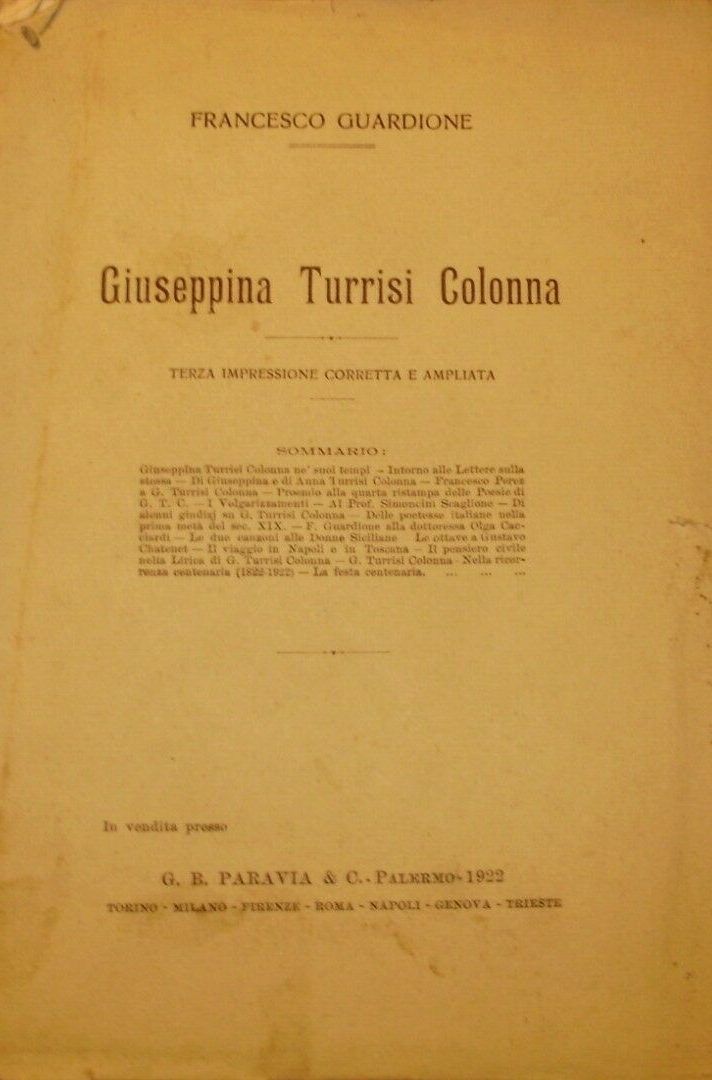 FRANCESCO GUARDIONE
Giuseppina Turrisi Colonna
TERZA IMPRESSIONE CORRETTA E AMPLIATA
SOMMARIO:
Giuseppina Turrisi Colonna ne' suoi tempi – Intorno alle Lettere sulla
stessa — Di Giuseppina e di Anna Turrisi Colonna — Francesco Perez
a G. Turrisi Colonna — Proemio alla quarta ristampa delle Poesie di
G. T. C. — I Volgarizzamenti — Al Prof. Simoncini Scaglione — Di
alcuni giudizj su G. Turrisi Colonna — Delle poetesse italiane nella
prima metà del sec. XIX. — F. Guardione alla dottoressa Olga Cac-
ciardi — Le due canzoni alle Donne Siciliane Le ottave a Gustavo
Chatenet — Il viaggio in Napoli e in Toscana — Il pensiero civile
nella Lirica di G. Turrisi Colonna — G. Turrisi Colonna Nella ricor-
renza centenaria (1822-1922) — La festa centenaria. ... ... ...
In vendita presso
G. B. PARAVIA & C. - PALERMO - 1922
TORINO - MILANO - FIRENZE - ROMA - NAPOLI - GENOVA - TRIESTE